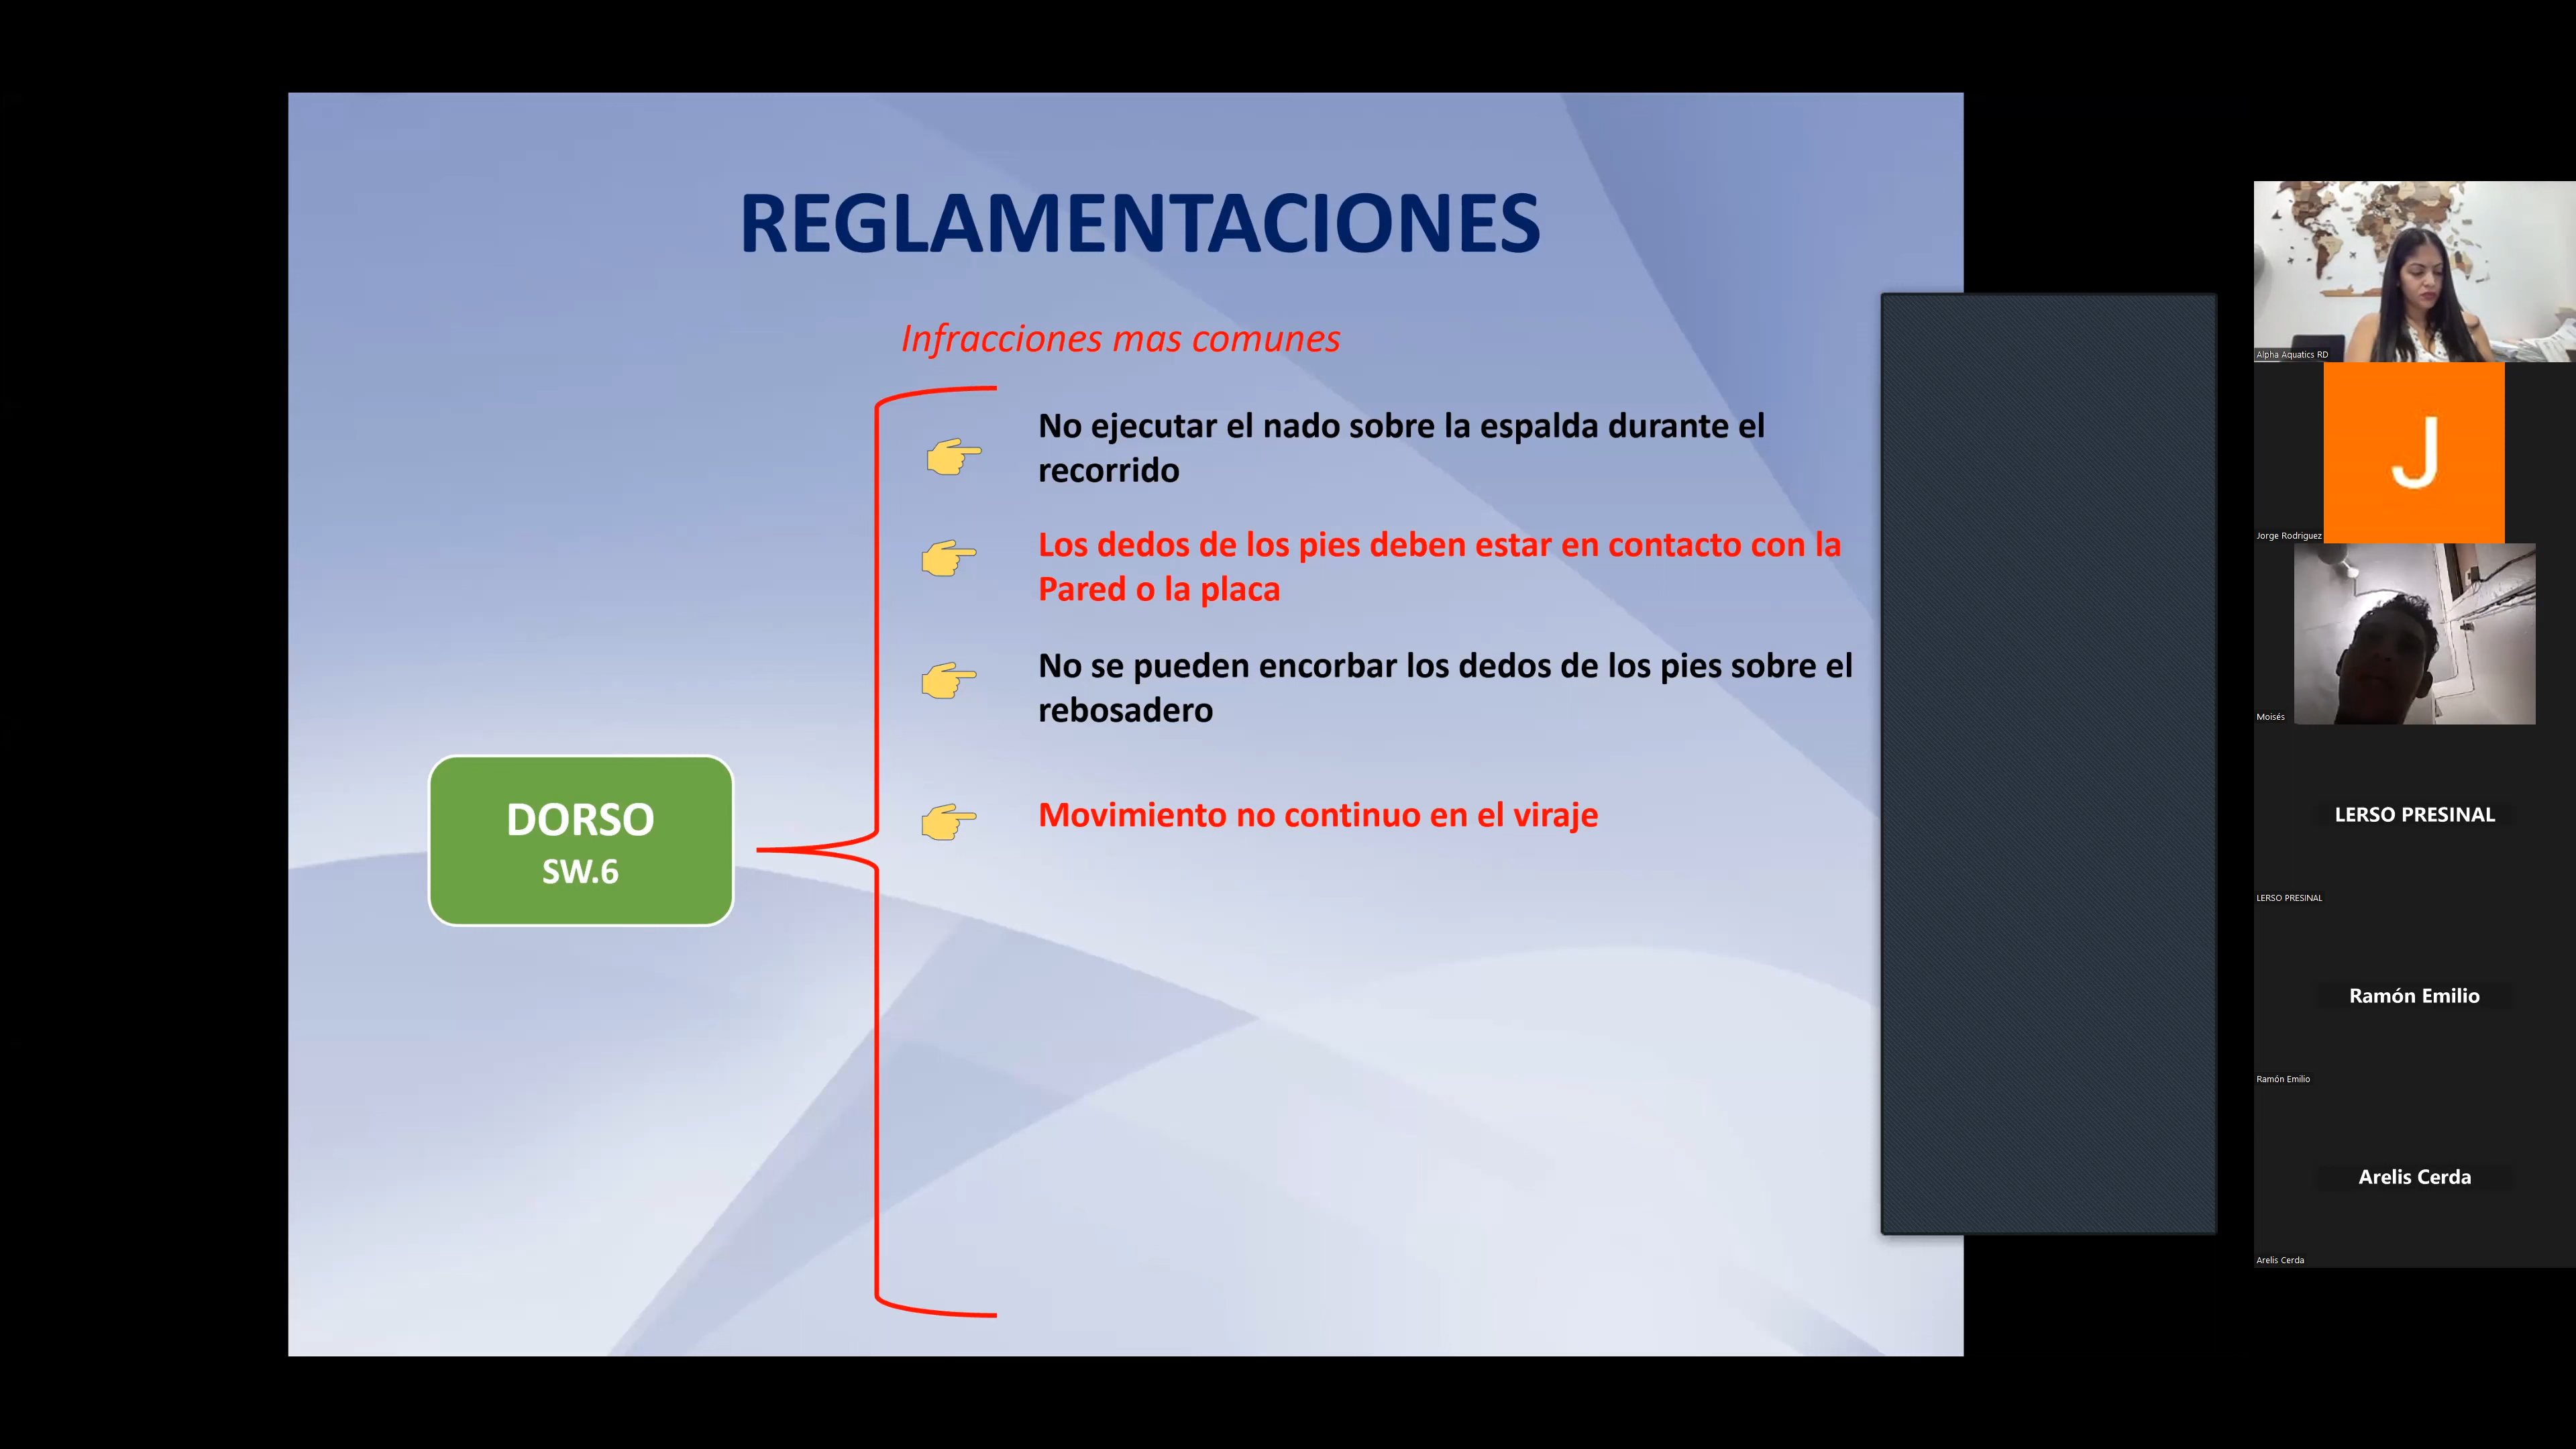 REGLAMENTACIONES
Infracciones mas comunes
No ejecutar el nado sobre la espalda durante el
recorrido
Los dedos de los pies deben estar en contacto con la
Pared o la placa
No se pueden encorbar los dedos de los pies sobre el
rebosadero
Movimiento no continuo en el viraje
DORSO
SW.6
Alpha Aquatics RD
J
Jorge Rodriguez
Moisés
LERSO PRESINAL
LERSO PRESINAL
Ramón Emilio
Ramón Emilio
Arelis Cerda
Arelis Cerda